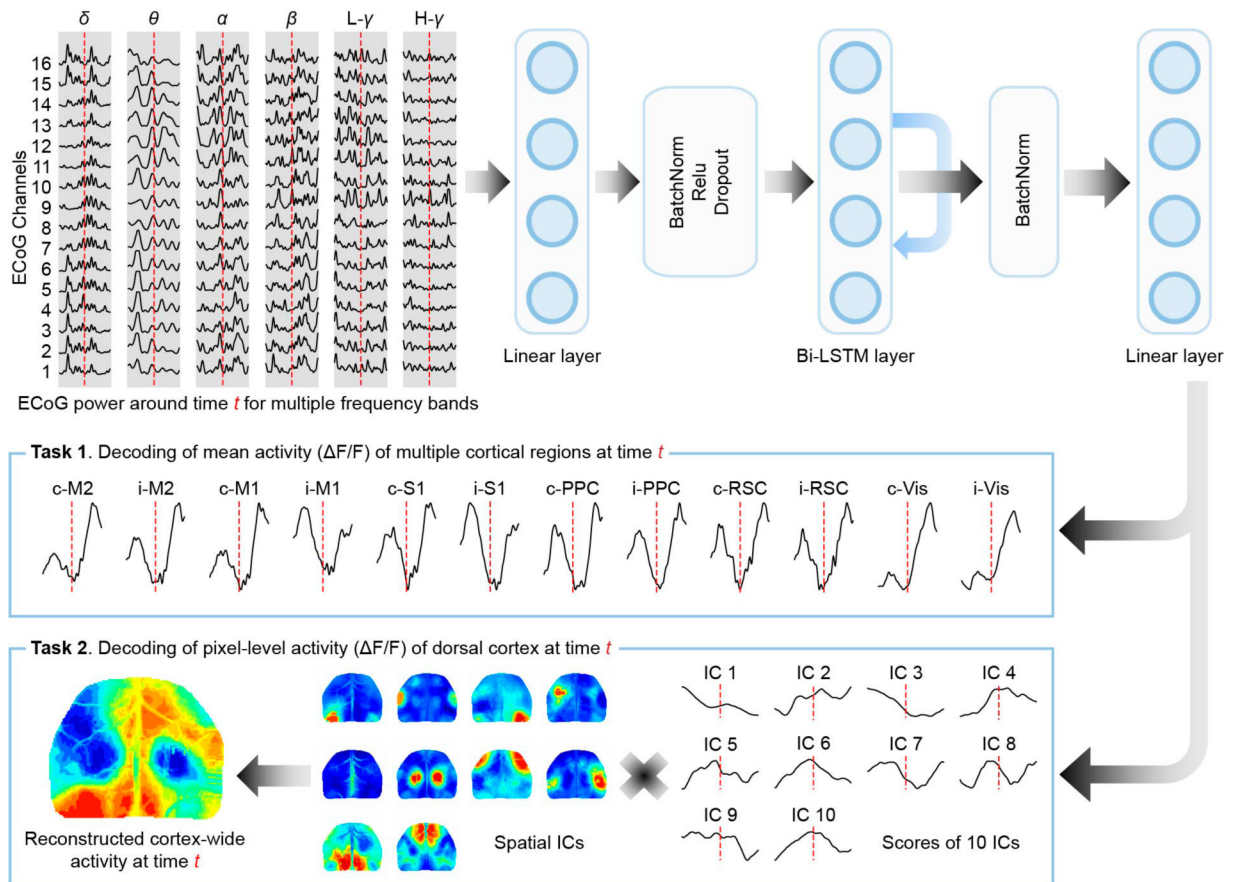 δ θ α β L-γ H-γ
16
15
14
13
12
11
10
9
8
7
6
5
4
3
2
1
ECoG Channels
ECoG power around time t for multiple frequency bands
Linear layer
BatchNorm
Relu
Dropout
Bi-LSTM layer
BatchNorm
Linear layer
Task 1. Decoding of mean activity (ΔF/F) of multiple cortical regions at time t
c-M2 i-M2 c-M1 i-M1 c-S1 i-S1 c-PPC i-PPC c-RSC i-RSC c-Vis i-Vis
Task 2. Decoding of pixel-level activity (ΔF/F) of dorsal cortex at time t
Reconstructed cortex-wide
activity at time t
Spatial ICs
IC 1 IC 2 IC 3 IC 4
IC 5 IC 6 IC 7 IC 8
IC 9 IC 10
Scores of 10 ICs